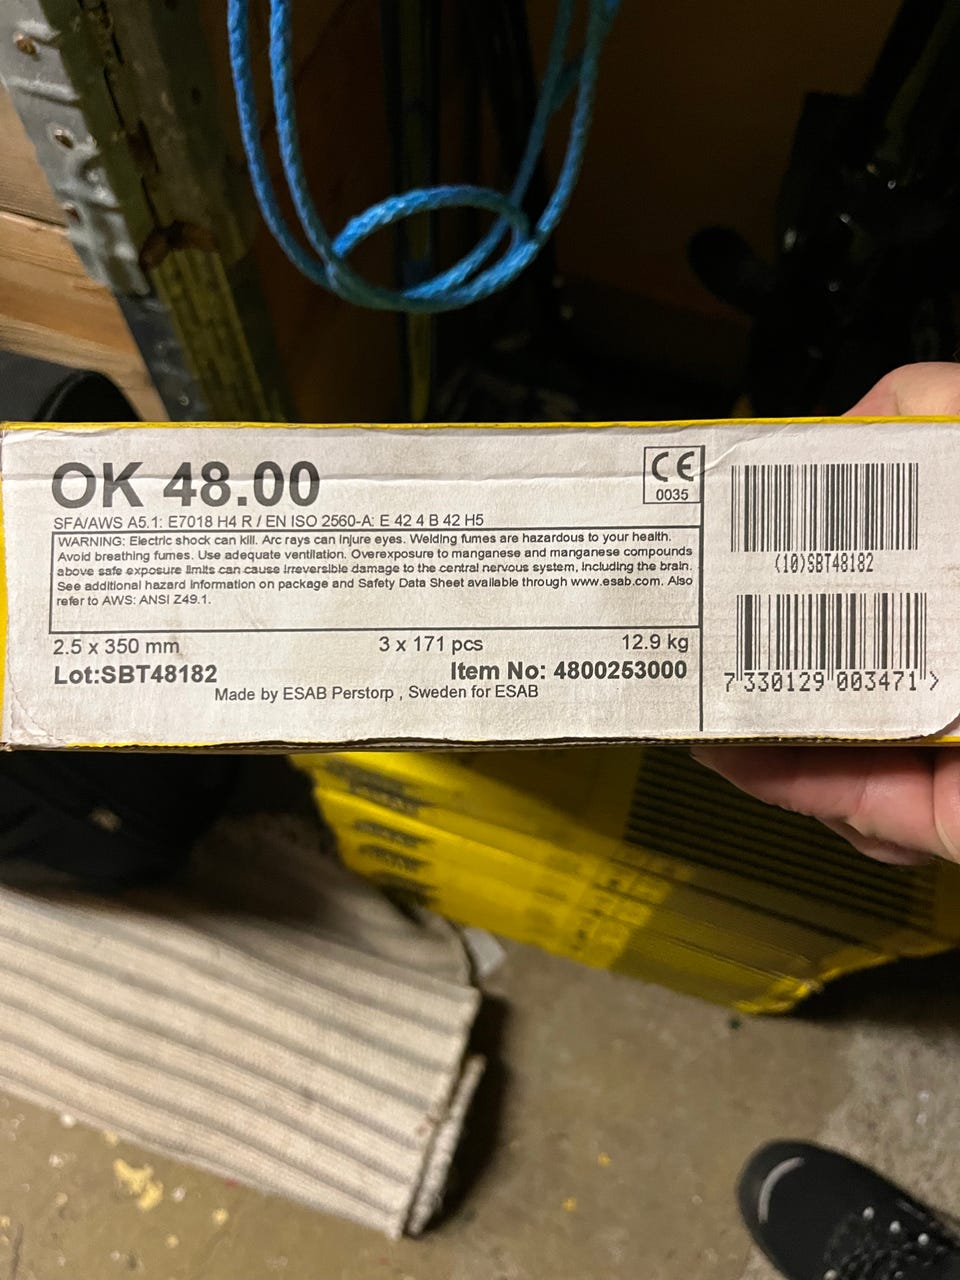 OK 48.00
SFA/AWS A5.1: E7018 H4 R / EN ISO 2560-A: E 42 4 B 42 H5
WARNING: Electric shock can kill. Arc rays can injure eyes. Welding fumes are hazardous to your health.
Avoid breathing fumes. Use adequate ventilation. Overexposure to manganese and manganese compounds
above safe exposure limits can cause irreversible damage to the central nervous system, including the brain.
See additional hazard information on package and Safety Data Sheet available through www.esab.com. Also
refer to AWS: ANSI Z49.1.
2.5 x 350 mm 3 x 171 pcs 12.9 kg
Lot:SBT48182 Item No: 4800253000
Made by ESAB Perstorp , Sweden for ESAB
CE
0035
(10)SBT48182
7 330129 003471 >